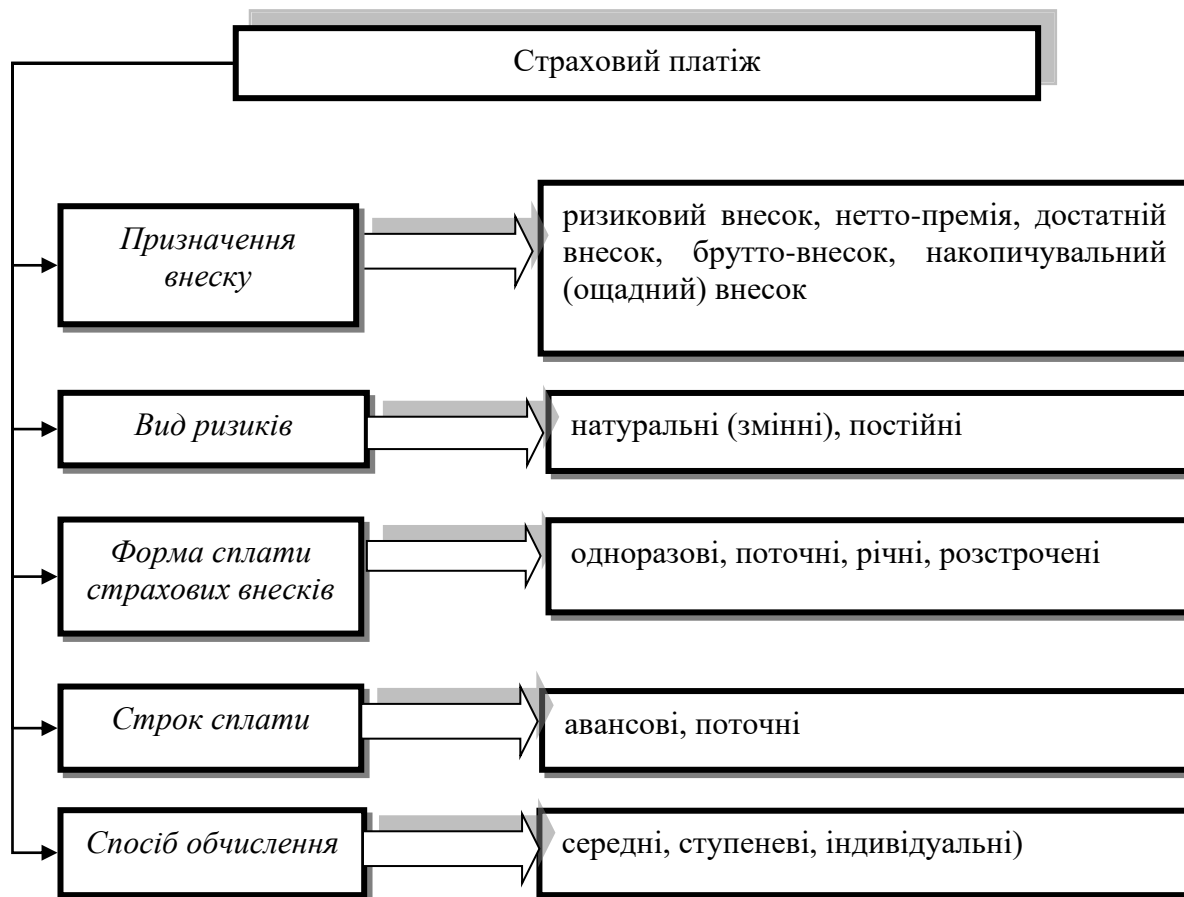 Страховий платіж
Призначення
внеску
ризиковий внесок, нетто-премія, достатній
внесок, брутто-внесок, накопичувальний
(ощадний) внесок
Вид ризиків
натуральні (змінні), постійні
Форма сплати
страхових внесків
одноразові, поточні, річні, розстрочені
Строк сплати
авансові, поточні
Спосіб обчислення
середні, ступеневі, індивідуальні)